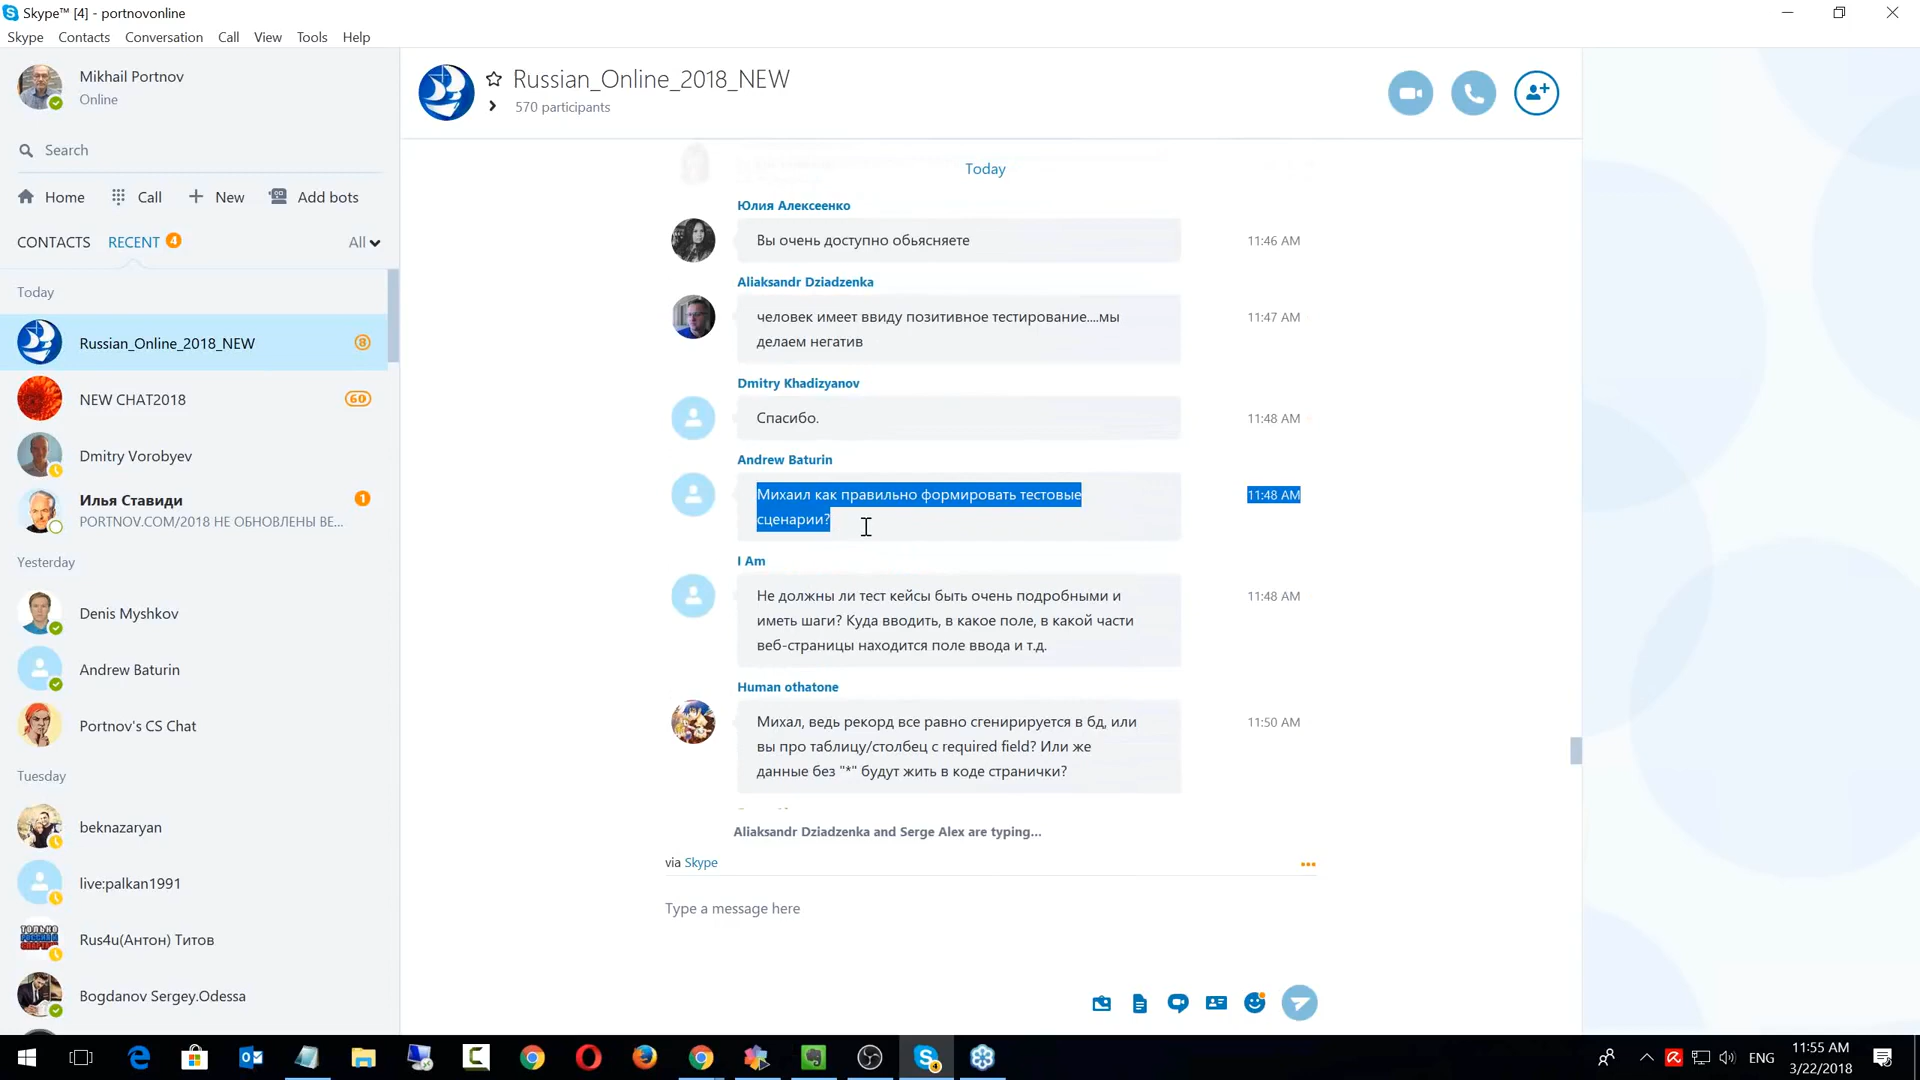 Skype™ [4] - portnovonline
Skype Contacts Conversation Call View Tools Help
Mikhail Portnov
Online
Search
Home Call New Add bots
CONTACTS RECENT 4 All
Today
Russian_Online_2018_NEW 8
NEW CHAT2018 60
Dmitry Vorobyev
Илья Ставиди 1
PORTNOV.COM/2018 НЕ ОБНОВЛЕНЫ ВЕ...
Yesterday
Denis Myshkov
Andrew Baturin
Portnov's CS Chat
Tuesday
beknazaryan
live:palkan1991
Rus4u(Антон) Титов
Bogdanov Sergey.Odessa
Russian_Online_2018_NEW
570 participants
Today
Юлия Алексеенко
Вы очень доступно обьясняете 11:46 AM
Aliaksandr Dziadzenka
человек имеет ввиду позитивное тестирование....мы 11:47 AM
делаем негатив
Dmitry Khadizyanov
Спасибо. 11:48 AM
Andrew Baturin
Михаил как правильно формировать тестовые 11:48 AM
сценарии?
I Am
Не должны ли тест кейсы быть очень подробными и 11:48 AM
иметь шаги? Куда вводить, в какое поле, в какой части
веб-страницы находится поле ввода и т.д.
Human othatone
Михал, ведь рекорд все равно сгенирируется в бд, или 11:50 AM
вы про таблицу/столбец с required field? Или же
данные без "*" будут жить в коде странички?
Aliaksandr Dziadzenka and Serge Alex are typing...
via Skype
Type a message here
ENG
11:55 AM
3/22/2018